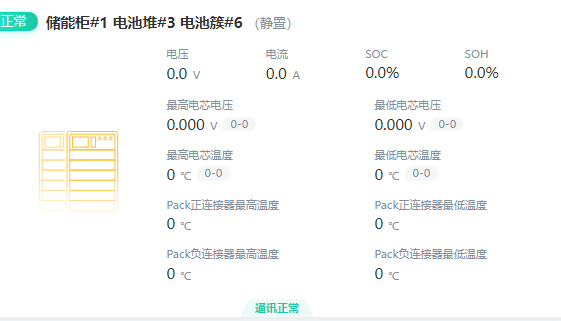 正常 储能柜#1 电池堆#3 电池簇#6 （静置）
电压 电流 SOC SOH
0.0 V 0.0 A 0.0% 0.0%
最高电芯电压 最低电芯电压
0.000 V 0-0 0.000 V 0-0
最高电芯温度 最低电芯温度
0 ℃ 0-0 0 ℃ 0-0
Pack正连接器最高温度 Pack正连接器最低温度
0 ℃ 0 ℃
Pack负连接器最高温度 Pack负连接器最低温度
0 ℃ 0 ℃
通讯正常